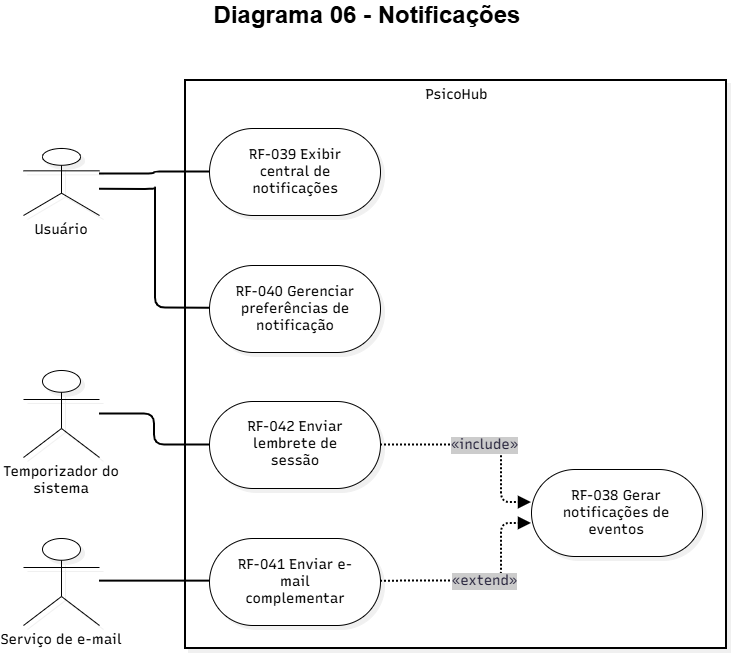 Diagrama 06 - Notificações
PsicoHub
RF-039 Exibir
central de
notificações
Usuário
RF-040 Gerenciar
preferências de
notificação
RF-042 Enviar
lembrete de
sessão
«include»
Temporizador do
sistema
RF-038 Gerar
notificações de
eventos
RF-041 Enviar e-
mail
complementar
«extend»
Serviço de e-mail